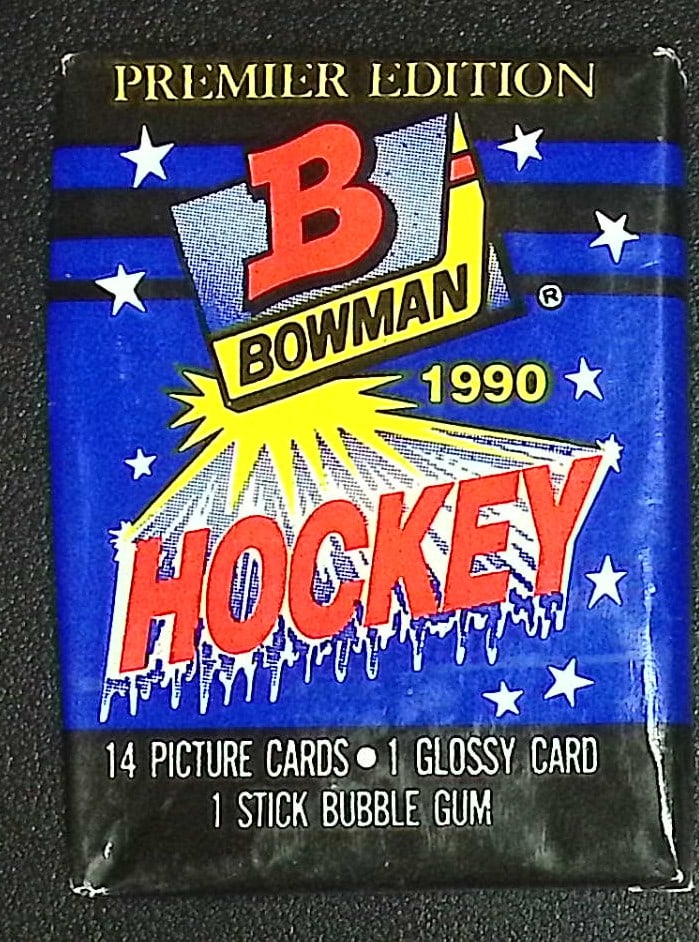 PREMIER EDITION
B
BOWMAN
®
1990
HOCKEY
14 PICTURE CARDS • 1 GLOSSY CARD
1 STICK BUBBLE GUM